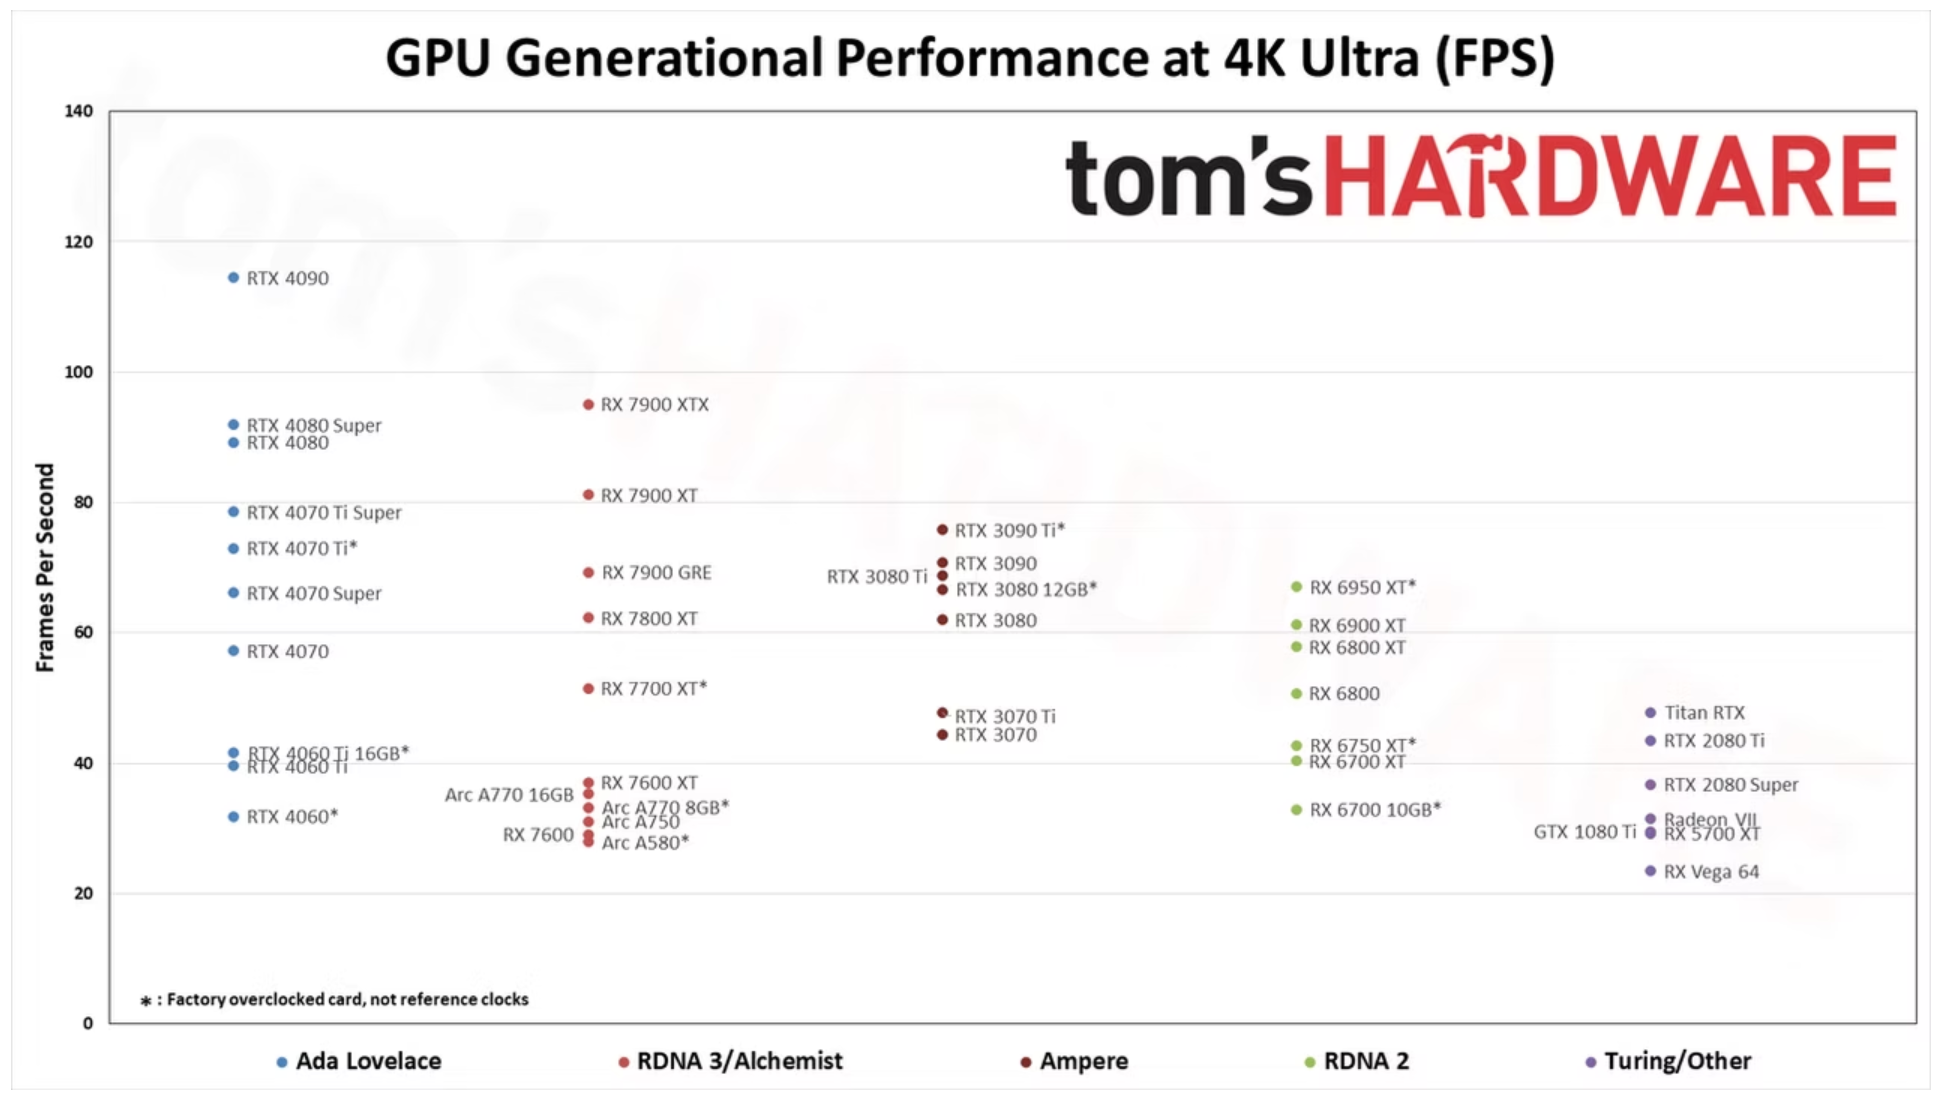 GPU Generational Performance at 4K Ultra (FPS)
tom'sHARDWARE
tom'sHARDWARE
Frames Per Second
140
120
100
80
60
40
20
0
RTX 4090
RTX 4080 Super
RTX 4080
RTX 4070 Ti Super
RTX 4070 Ti*
RTX 4070 Super
RTX 4070
RTX 4060 Ti 16GB*
RTX 4060 Ti
RTX 4060*
RX 7900 XTX
RX 7900 XT
RX 7900 GRE
RX 7800 XT
RX 7700 XT*
RX 7600 XT
Arc A770 16GB
Arc A770 8GB*
Arc A750
RX 7600
Arc A580*
RTX 3090 Ti*
RTX 3090
RTX 3080 Ti
RTX 3080 12GB*
RTX 3080
RTX 3070 Ti
RTX 3070
RX 6950 XT*
RX 6900 XT
RX 6800 XT
RX 6800
RX 6750 XT*
RX 6700 XT
RX 6700 10GB*
Titan RTX
RTX 2080 Ti
RTX 2080 Super
Radeon VII
GTX 1080 Ti
RX 5700 XT
RX Vega 64
* : Factory overclocked card, not reference clocks
Ada Lovelace
RDNA 3/Alchemist
Ampere
RDNA 2
Turing/Other